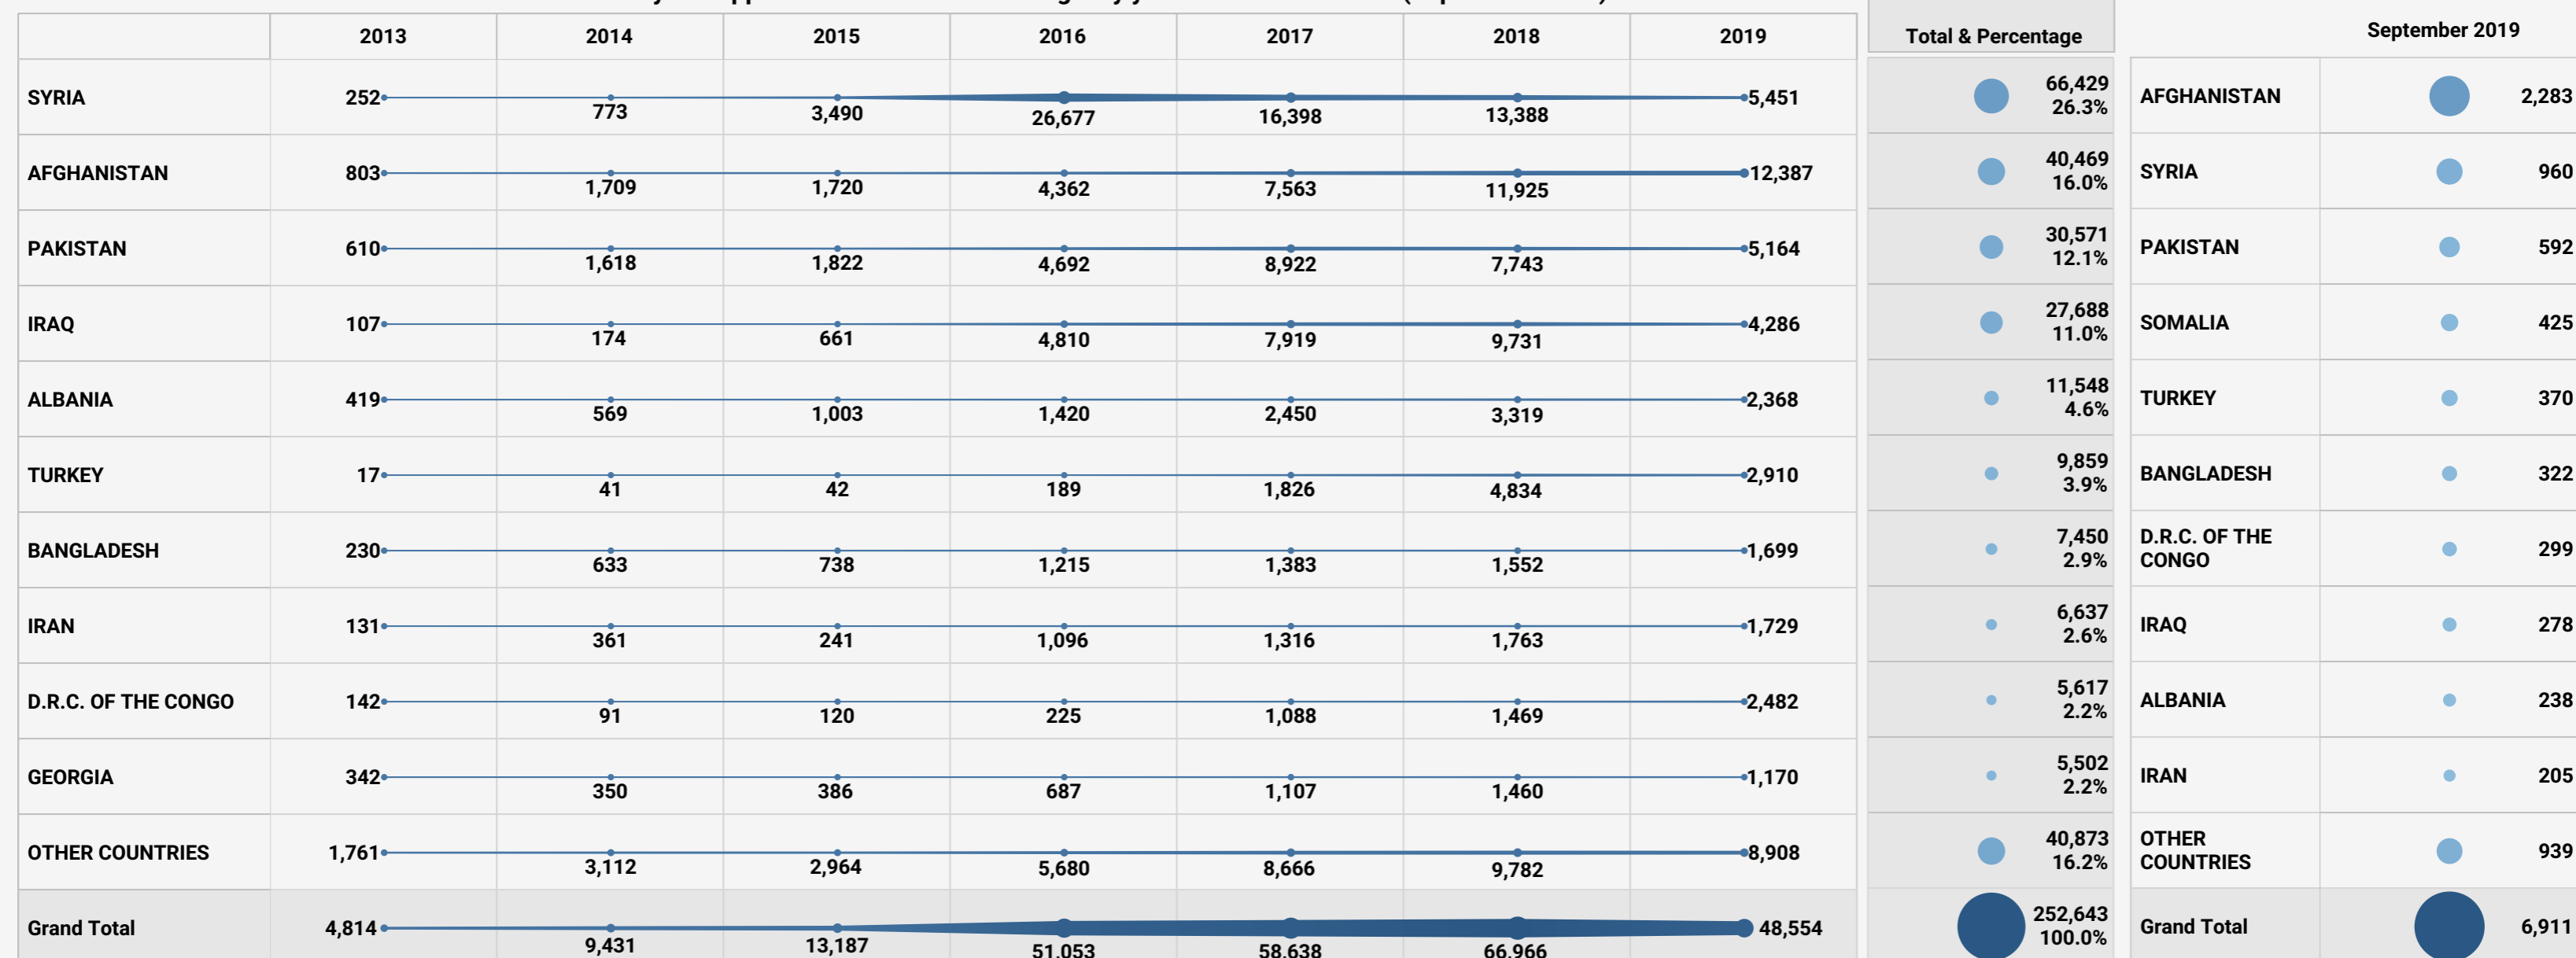 2013 2014 2015 2016 2017 2018 2019 Total & Percentage September 2019
SYRIA 252 773 3,490 26,677 16,398 13,388 5,451 66,429 26.3% AFGHANISTAN 2,283
AFGHANISTAN 803 1,709 1,720 4,362 7,563 11,925 12,387 40,469 16.0% SYRIA 960
PAKISTAN 610 1,618 1,822 4,692 8,922 7,743 5,164 30,571 12.1% PAKISTAN 592
IRAQ 107 174 661 4,810 7,919 9,731 4,286 27,688 11.0% SOMALIA 425
ALBANIA 419 569 1,003 1,420 2,450 3,319 2,368 11,548 4.6% TURKEY 370
TURKEY 17 41 42 189 1,826 4,834 2,910 9,859 3.9% BANGLADESH 322
BANGLADESH 230 633 738 1,215 1,383 1,552 1,699 7,450 2.9% D.R.C. OF THE CONGO 299
IRAN 131 361 241 1,096 1,316 1,763 1,729 6,637 2.6% IRAQ 278
D.R.C. OF THE CONGO 142 91 120 225 1,088 1,469 2,482 5,617 2.2% ALBANIA 238
GEORGIA 342 350 386 687 1,107 1,460 1,170 5,502 2.2% IRAN 205
OTHER COUNTRIES 1,761 3,112 2,964 5,680 8,666 9,782 8,908 40,873 16.2% OTHER COUNTRIES 939
Grand Total 4,814 9,431 13,187 51,053 58,638 66,966 48,554 252,643 100.0% Grand Total 6,911